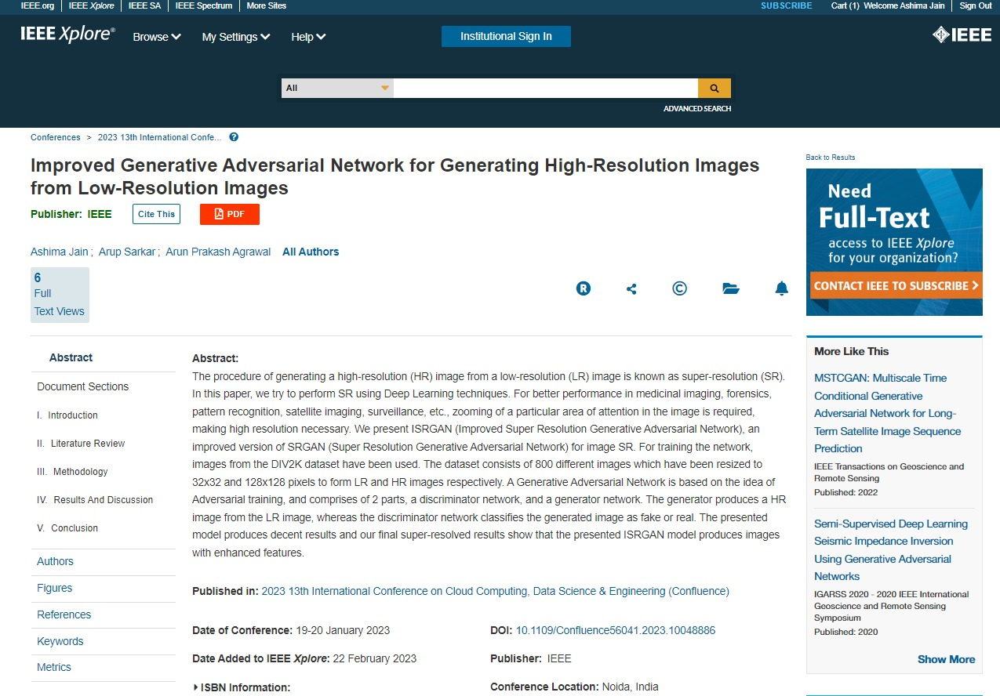 IEEE.org IEEE Xplore IEEE SA IEEE Spectrum More Sites SUBSCRIBE Cart (1) Welcome Ashima Jain Sign Out
IEEE Xplore® Browse My Settings Help Institutional Sign In IEEE
All
ADVANCED SEARCH
Conferences > 2023 13th International Confe... ?
Improved Generative Adversarial Network for Generating High-Resolution Images
from Low-Resolution Images
Publisher: IEEE Cite This PDF
Ashima Jain ; Arup Sarkar ; Arun Prakash Agrawal All Authors
6
Full
Text Views
R ©
Abstract
Document Sections
I. Introduction
II. Literature Review
III. Methodology
IV. Results And Discussion
V. Conclusion
Authors
Figures
References
Keywords
Metrics
Abstract:
The procedure of generating a high-resolution (HR) image from a low-resolution (LR) image is known as super-resolution (SR).
In this paper, we try to perform SR using Deep Learning techniques. For better performance in medicinal imaging, forensics,
pattern recognition, satellite imaging, surveillance, etc., zooming of a particular area of attention in the image is required,
making high resolution necessary. We present ISRGAN (Improved Super Resolution Generative Adversarial Network), an
improved version of SRGAN (Super Resolution Generative Adversarial Network) for image SR. For training the network,
images from the DIV2K dataset have been used. The dataset consists of 800 different images which have been resized to
32x32 and 128x128 pixels to form LR and HR images respectively. A Generative Adversarial Network is based on the idea of
Adversarial training, and comprises of 2 parts, a discriminator network, and a generator network. The generator produces a HR
image from the LR image, whereas the discriminator network classifies the generated image as fake or real. The presented
model produces decent results and our final super-resolved results show that the presented ISRGAN model produces images
with enhanced features.
Published in: 2023 13th International Conference on Cloud Computing, Data Science & Engineering (Confluence)
Date of Conference: 19-20 January 2023 DOI: 10.1109/Confluence56041.2023.10048886
Date Added to IEEE Xplore: 22 February 2023 Publisher: IEEE
ISBN Information: Conference Location: Noida, India
Back to Results
Need
Full-Text
access to IEEE Xplore
for your organization?
CONTACT IEEE TO SUBSCRIBE >
More Like This
MSTCGAN: Multiscale Time
Conditional Generative
Adversarial Network for Long-
Term Satellite Image Sequence
Prediction
IEEE Transactions on Geoscience and
Remote Sensing
Published: 2022
Semi-Supervised Deep Learning
Seismic Impedance Inversion
Using Generative Adversarial
Networks
IGARSS 2020 - 2020 IEEE International
Geoscience and Remote Sensing
Symposium
Published: 2020
Show More